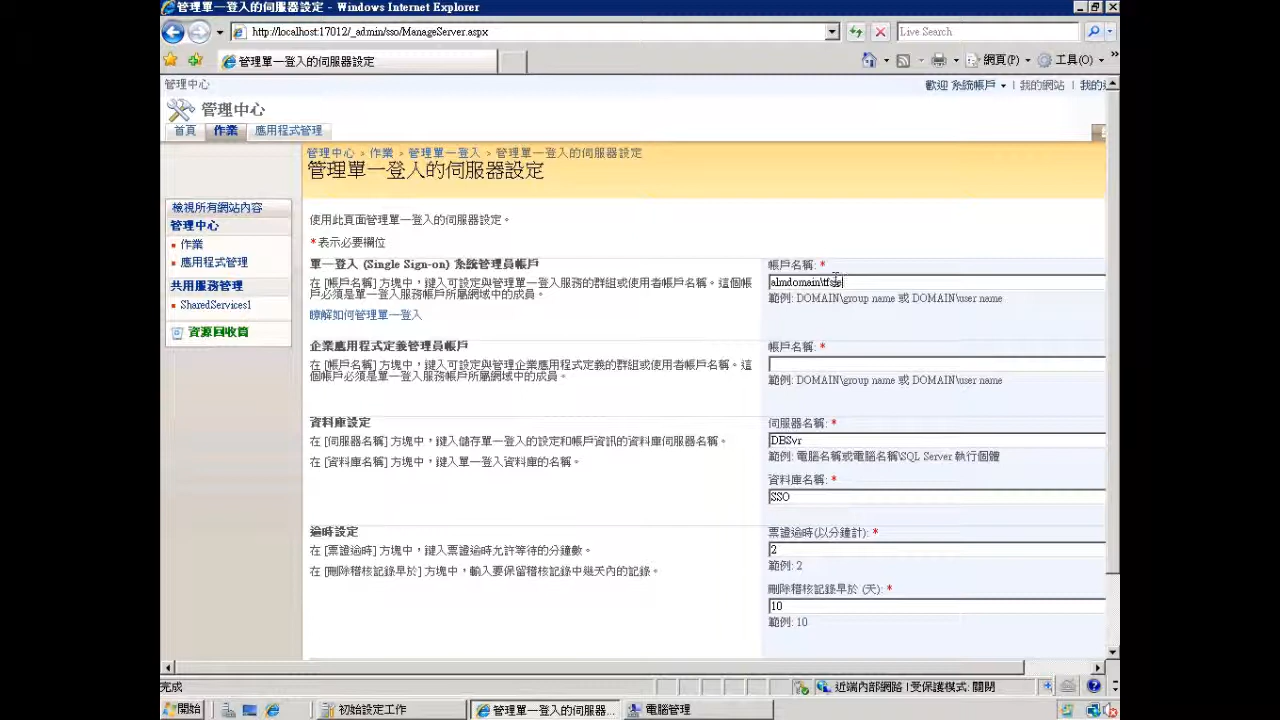 管理單一登入的伺服器設定 - Windows Internet Explorer
http://localhost:17012/_admin/sso/ManageServer.aspx
Live Search
管理單一登入的伺服器設定
網頁(P)
工具(O)
管理中心
歡迎 系統帳戶
我的網站
管理中心
首頁
作業
應用程式管理
管理中心 > 作業 > 管理單一登入 > 管理單一登入的伺服器設定
管理單一登入的伺服器設定
檢視所有網站內容
管理中心
作業
應用程式管理
共用服務管理
SharedServices1
資源回收筒
使用此頁面管理單一登入的伺服器設定。
*表示必要欄位
單一登入 (Single Sign-on) 系統管理員帳戶
在 [帳戶名稱] 方塊中，鍵入可設定與管理單一登入服務的群組或使用者帳戶名稱。這個帳
戶必須是單一登入服務帳戶所屬網域中的成員。
瞭解如何管理單一登入
帳戶名稱: *
範例: DOMAIN\group name 或 DOMAIN\user name
企業應用程式定義管理員帳戶
在 [帳戶名稱] 方塊中，鍵入可設定與管理企業應用程式定義的群組或使用者帳戶名稱。這
個帳戶必須是單一登入服務帳戶所屬網域中的成員。
帳戶名稱: *
範例: DOMAIN\group name 或 DOMAIN\user name
資料庫設定
在 [伺服器名稱] 方塊中，鍵入儲存單一登入的設定和帳戶資訊的資料庫伺服器名稱。
在 [資料庫名稱] 方塊中，鍵入單一登入資料庫的名稱。
伺服器名稱: *
DBSvr
範例: 電腦名稱或電腦名稱\SQL Server 執行個體
資料庫名稱: *
SSO
逾時設定
在 [票證逾時] 方塊中，鍵入票證逾時允許等待的分鐘數。
在 [刪除稽核記錄早於] 方塊中，輸入要保留稽核記錄中幾天內的記錄。
票證逾時(以分鐘計): *
2
範例: 2
刪除稽核記錄早於 (天): *
10
範例: 10
完成
近端內部網路 | 受保護模式: 關閉
開始
初始設定工作
管理單一登入的伺服器...
電腦管理